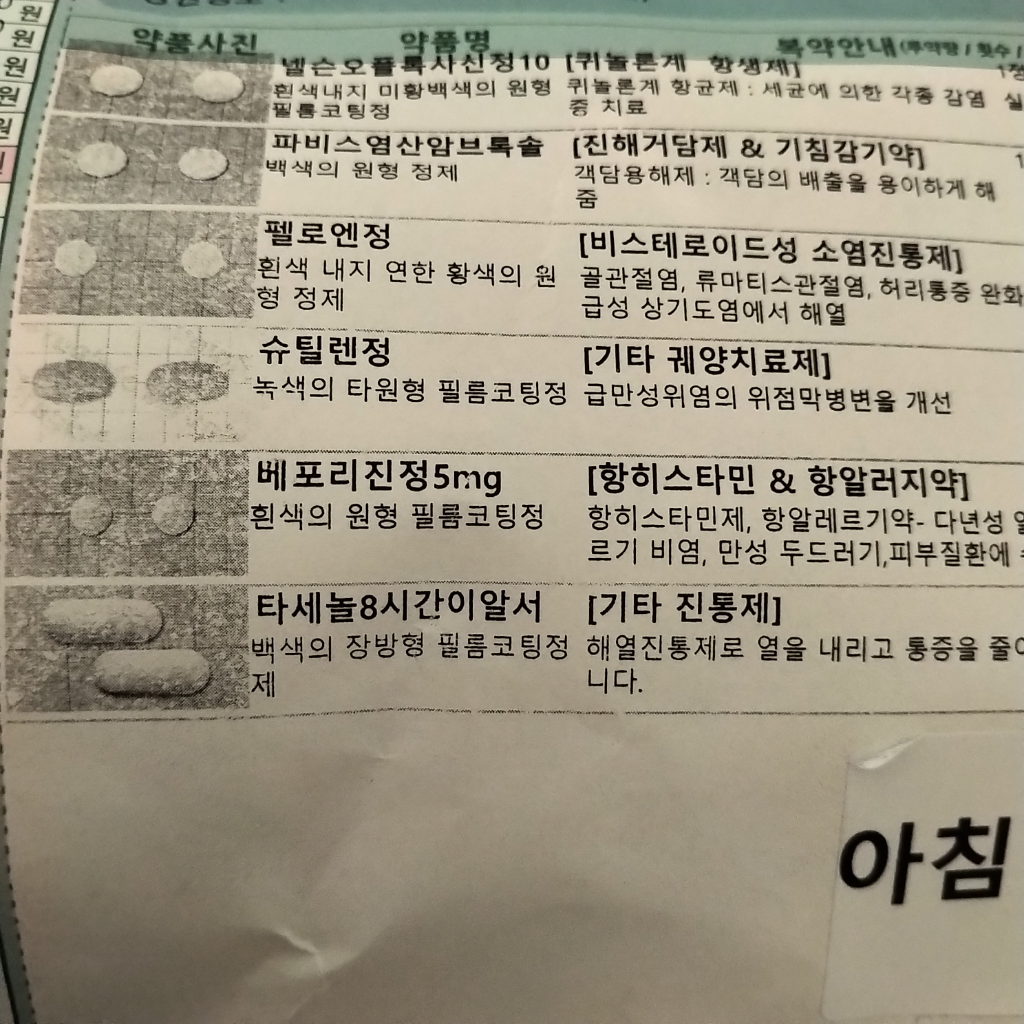 원
원
원
원
원
약품사진 약품명 복약안내(투약량/횟수/
넬슨오플록사신정10 [퀴놀론계 항생제]
흰색내지 미황백색의 원형 필름코팅정
퀴놀론계 항균제 : 세균에 의한 각종 감염증 치료
파비스염산암브록솔 [진해거담제 & 기침감기약]
백색의 원형 정제
객담용해제 : 객담의 배출을 용이하게 해
줌
펠로엔정 [비스테로이드성 소염진통제]
흰색 내지 연한 황색의 원
형 정제
골관절염, 류마티스관절염, 허리통증 완화
급성 상기도염에서 해열
슈틸렌정 [기타 궤양치료제]
녹색의 타원형 필름코팅정
급만성위염의 위점막병변을 개선
베포리진정5mg [항히스타민 & 항알러지약]
흰색의 원형 필름코팅정
항히스타민제, 항알레르기약- 다년성 알
르기 비염, 만성 두드러기,피부질환에
타세놀8시간이알서 [기타 진통제]
백색의 장방형 필름코팅정
제
해열진통제로 열을 내리고 통증을 줄여
니다.
아침